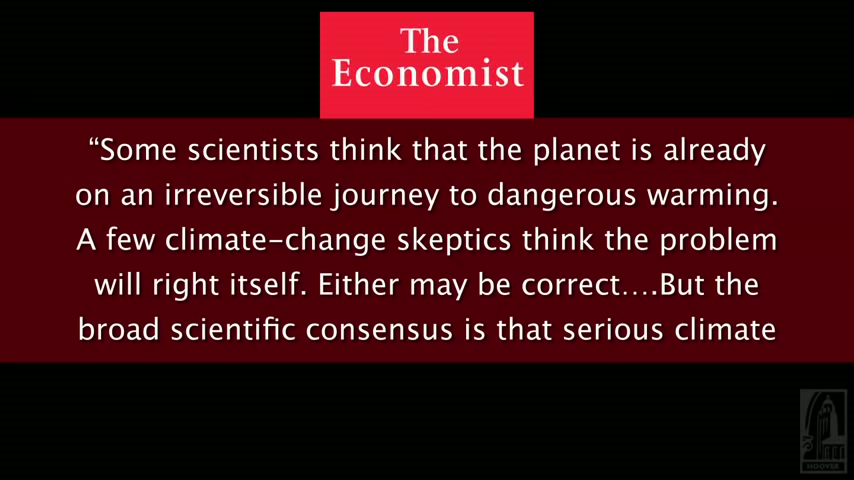 The
Economist
“Some scientists think that the planet is already
on an irreversible journey to dangerous warming.
A few climate-change skeptics think the problem
will right itself. Either may be correct….But the
broad scientific consensus is that serious climate
HOOVER